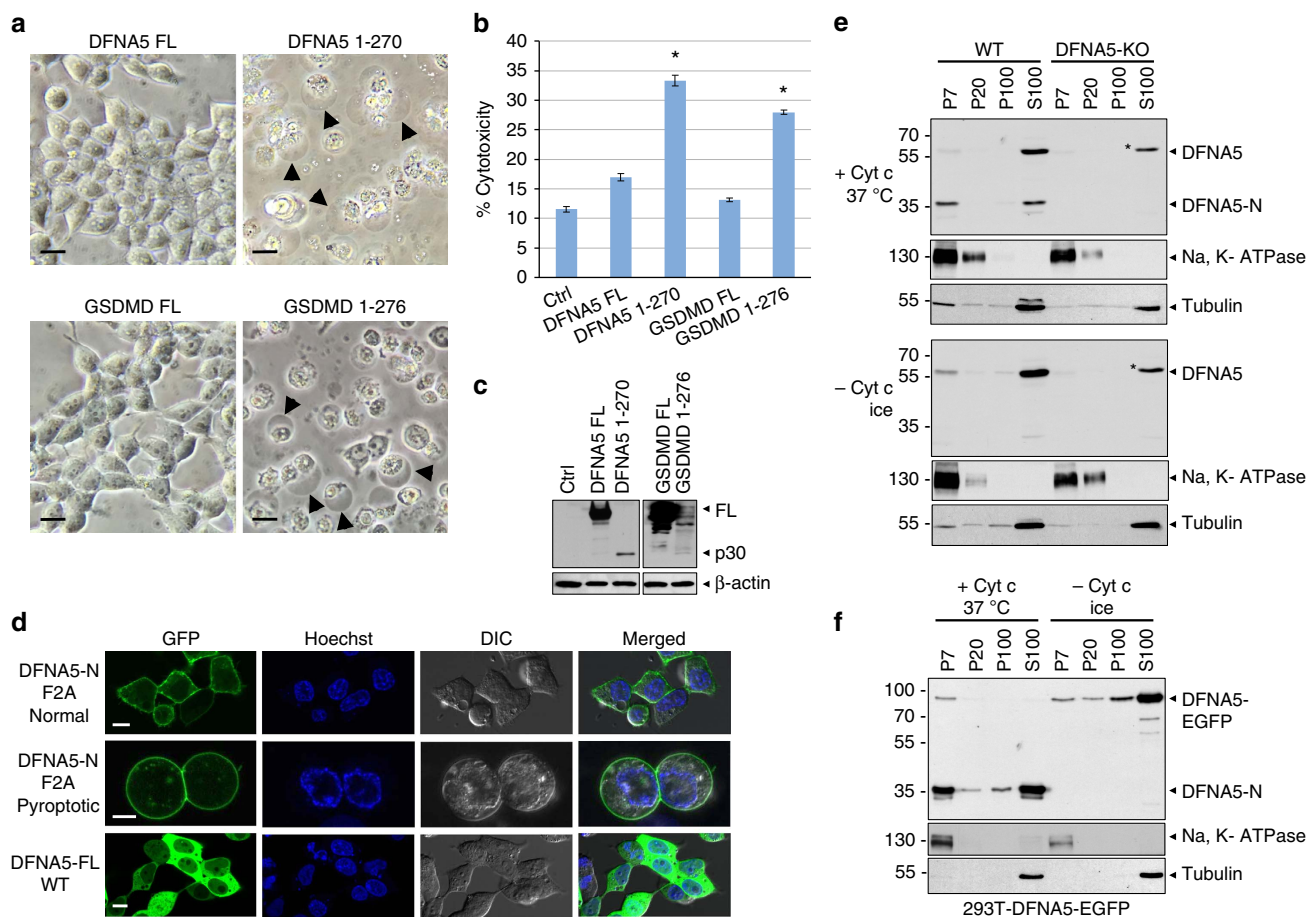 a
DFNA5 FL
DFNA5 1-270
GSDMD FL
GSDMD 1-276
b
% Cytotoxicity
40
35
30
25
20
15
10
5
0
*
*
Ctrl
DFNA5 FL
DFNA5 1-270
GSDMD FL
GSDMD 1-276
c
Ctrl
DFNA5 FL
DFNA5 1-270
GSDMD FL
GSDMD 1-276
FL
p30
β-actin
d
GFP
Hoechst
DIC
Merged
DFNA5-N
F2A
Normal
DFNA5-N
F2A
Pyroptotic
DFNA5-FL
WT
e
WT
DFNA5-KO
P7
P20
P100
S100
P7
P20
P100
S100
+ Cyt c
37 °C
70
55
35
* DFNA5
DFNA5-N
130
Na, K- ATPase
55
Tubulin
– Cyt c
ice
70
55
35
* DFNA5
130
Na, K- ATPase
55
Tubulin
f
+ Cyt c
37 °C
– Cyt c
ice
P7
P20
P100
S100
P7
P20
P100
S100
100
70
55
35
DFNA5-
EGFP
DFNA5-N
130
Na, K- ATPase
55
Tubulin
293T-DFNA5-EGFP